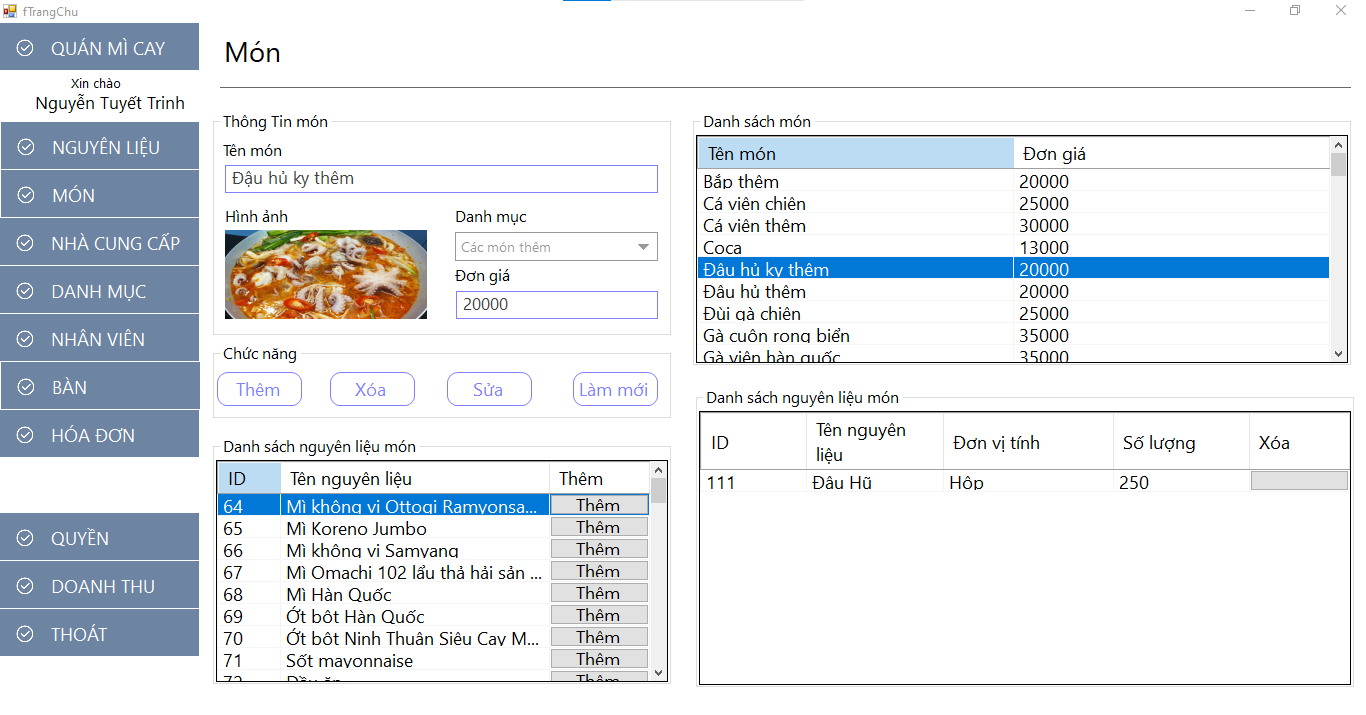 fTrangChu
QUÁN MÌ CAY
Xin chào
Nguyễn Tuyết Trinh
NGUYÊN LIỆU
MÓN
NHÀ CUNG CẤP
DANH MỤC
NHÂN VIÊN
BÀN
HÓA ĐƠN
QUYỀN
DOANH THU
THOÁT
Món
Thông Tin món
Tên món
Đậu hủ ky thêm
Hình ảnh
Danh mục
Các món thêm
Đơn giá
20000
Chức năng
Thêm Xóa Sửa Làm mới
Danh sách nguyên liệu món
ID Tên nguyên liệu Thêm
64 Mì không vị Ottogi Ramyonsa... Thêm
65 Mì Koreno Jumbo Thêm
66 Mì không vị Samyang Thêm
67 Mì Omachi 102 lẩu thả hải sản ... Thêm
68 Mì Hàn Quốc Thêm
69 Ớt bột Hàn Quốc Thêm
70 Ớt bột Ninh Thuận Siêu Cay M... Thêm
71 Sốt mayonnaise Thêm
72 Dầu ăn Thêm
Danh sách món
Tên món Đơn giá
Bắp thêm 20000
Cá viên chiên 25000
Cá viên thêm 30000
Coca 13000
Đậu hủ ky thêm 20000
Đậu hủ thêm 20000
Đùi gà chiên 25000
Gà cuộn rong biển 35000
Gà viên hàn quốc 35000
Danh sách nguyên liệu món
ID Tên nguyên liệu Đơn vị tính Số lượng Xóa
111 Đậu Hũ Hộp 250